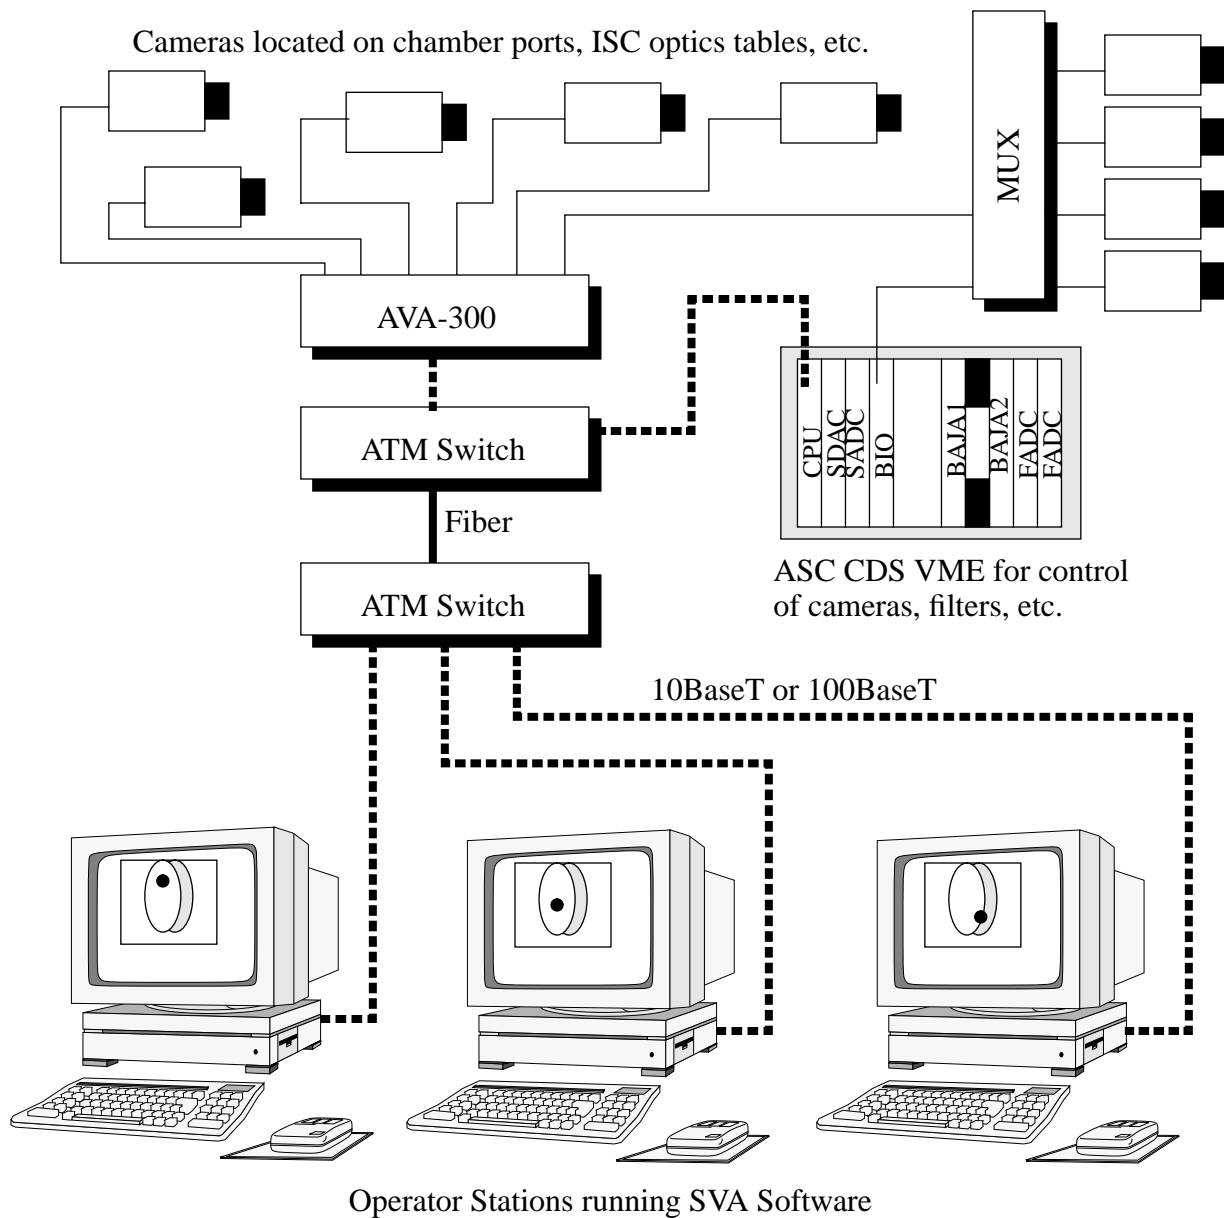 Cameras located on chamber ports, ISC optics tables, etc.
MUX
AVA-300
ATM Switch
CPU
SDAC
SADC
BIO
BAJA1
BAJA2
FADC
FADC
Fiber
ASC CDS VME for control
of cameras, filters, etc.
ATM Switch
10BaseT or 100BaseT
Operator Stations running SVA Software